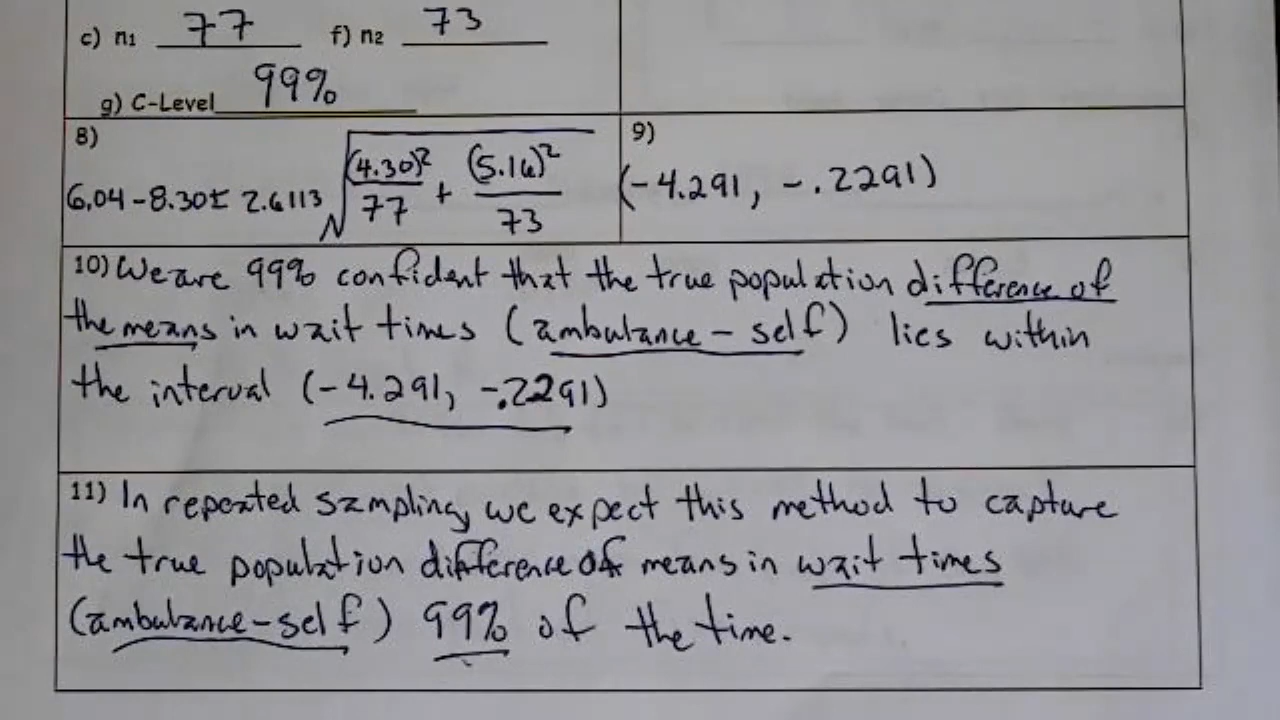 c) n1 77 f) n2 73
g) C-Level 99%
8)
6.04-8.30± 2.6113 √((4.30)²/77 + (5.16)²/73)
9)
(-4.291, -.2291)
10) We are 99% confident that the true population difference of
the means in wait times (ambulance - self) lies within
the interval (-4.291, -.2291)
11) In repeated sampling, we expect this method to capture
the true population difference of means in wait times
(ambulance-self) 99% of the time.